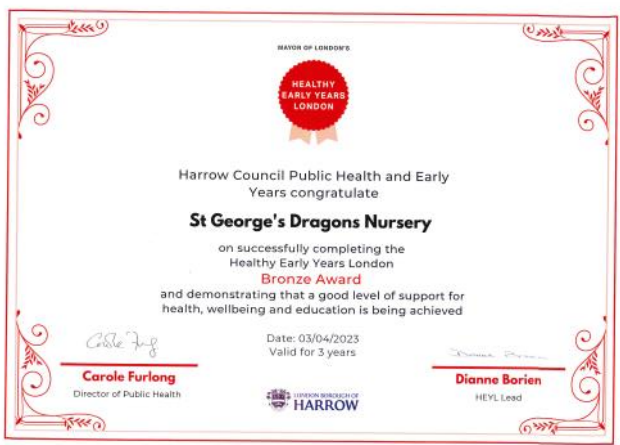 MAYOR OF LONDON'S
HEALTHY
EARLY YEARS
LONDON
Harrow Council Public Health and Early
Years congratulate
St George's Dragons Nursery
on successfully completing the
Healthy Early Years London
Bronze Award
and demonstrating that a good level of support for
health, wellbeing and education is being achieved
Date: 03/04/2023
Valid for 3 years
Carole Furlong
Director of Public Health
Dianne Borien
HEYL Lead
LONDON BOROUGH OF
HARROW